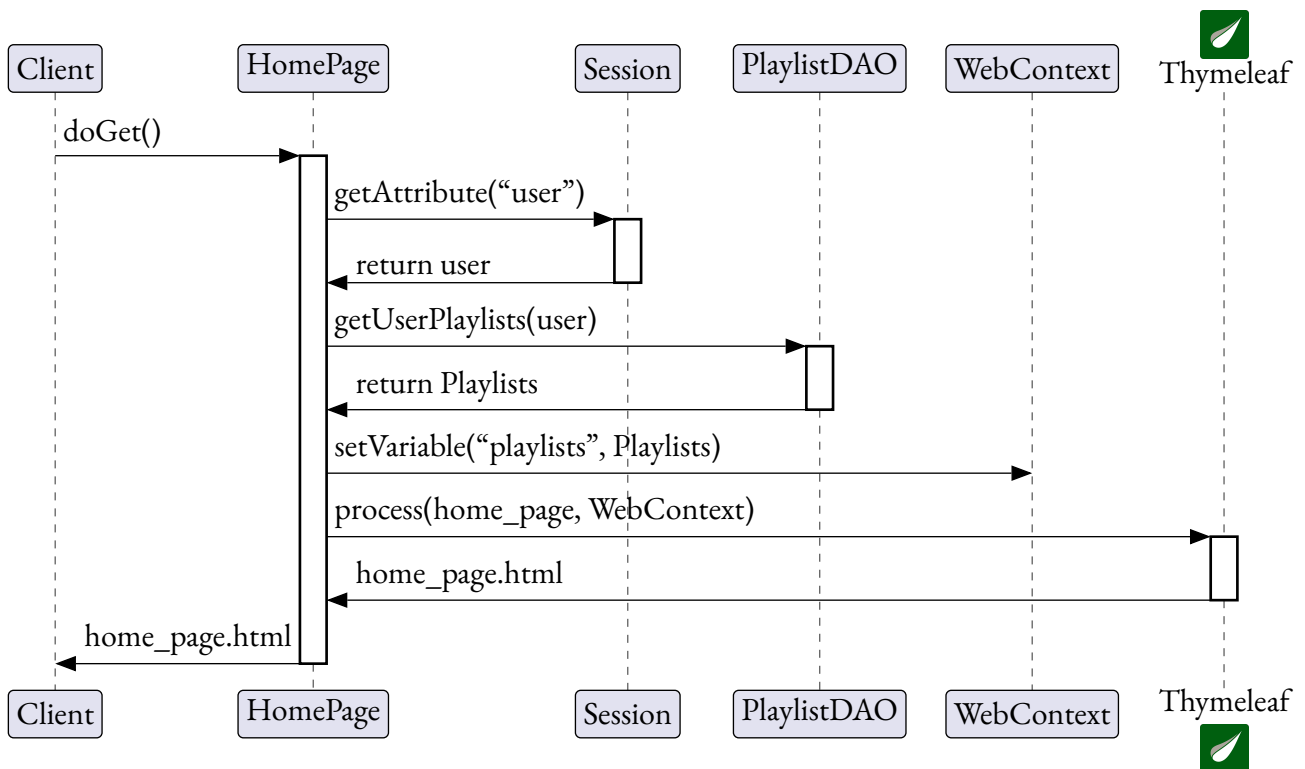 Client
HomePage
Session
PlaylistDAO
WebContext
Thymeleaf
doGet()
getAttribute(“user”)
return user
getUserPlaylists(user)
return Playlists
setVariable(“playlists”, Playlists)
process(home_page, WebContext)
home_page.html
home_page.html
Client
HomePage
Session
PlaylistDAO
WebContext
Thymeleaf